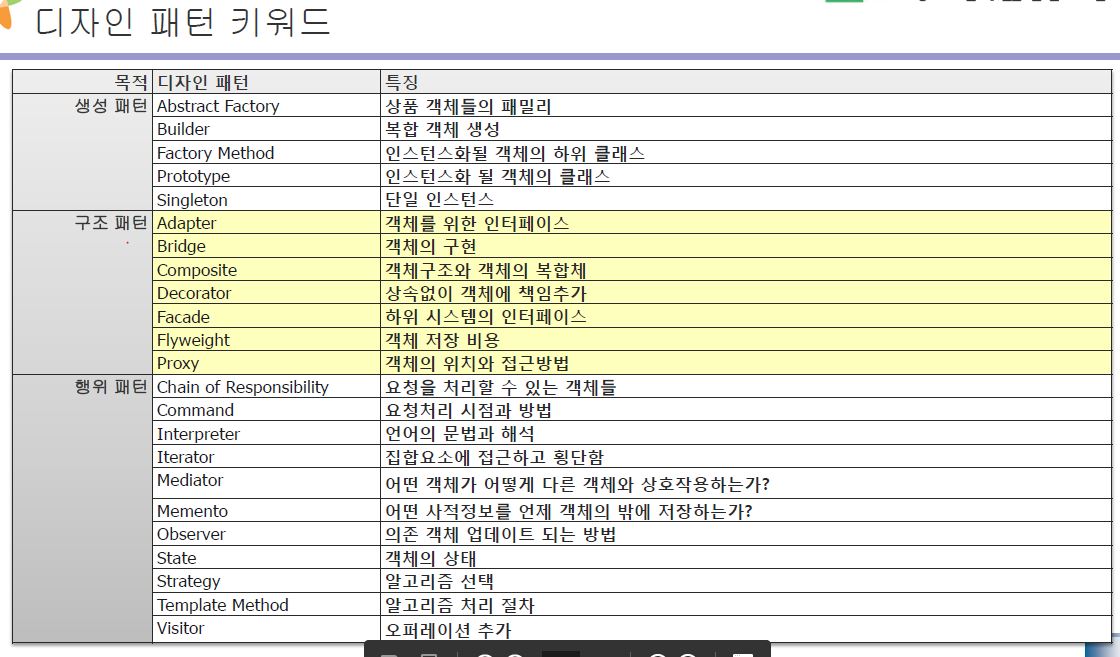 디자인 패턴 키워드
목적 디자인 패턴 특징
생성 패턴 Abstract Factory 상품 객체들의 패밀리
Builder 복합 객체 생성
Factory Method 인스턴스화될 객체의 하위 클래스
Prototype 인스턴스화 될 객체의 클래스
Singleton 단일 인스턴스
구조 패턴 Adapter 객체를 위한 인터페이스
Bridge 객체의 구현
Composite 객체구조와 객체의 복합체
Decorator 상속없이 객체에 책임추가
Facade 하위 시스템의 인터페이스
Flyweight 객체 저장 비용
Proxy 객체의 위치와 접근방법
행위 패턴 Chain of Responsibility 요청을 처리할 수 있는 객체들
Command 요청처리 시점과 방법
Interpreter 언어의 문법과 해석
Iterator 집합요소에 접근하고 횡단함
Mediator 어떤 객체가 어떻게 다른 객체와 상호작용하는가?
Memento 어떤 사적정보를 언제 객체의 밖에 저장하는가?
Observer 의존 객체 업데이트 되는 방법
State 객체의 상태
Strategy 알고리즘 선택
Template Method 알고리즘 처리 절차
Visitor 오퍼레이션 추가